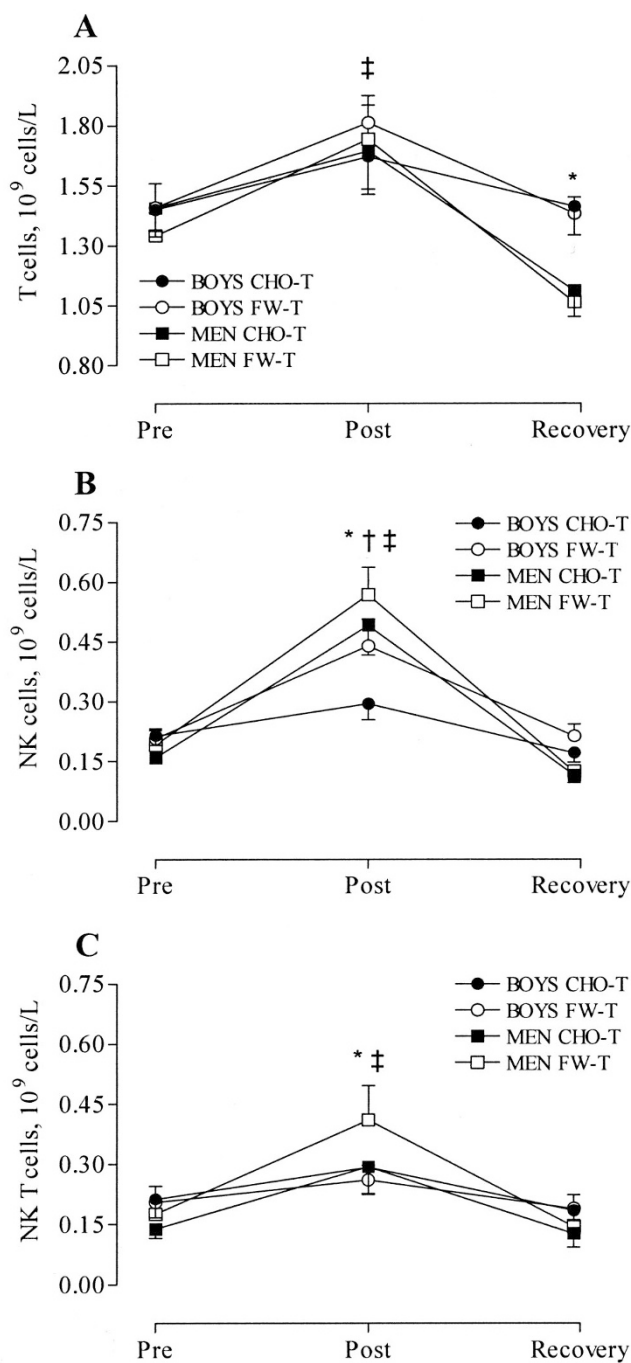 A
T cells, 10⁹ cells/L
2.05
1.80
1.55
1.30
1.05
0.80
‡
*
BOYS CHO-T
BOYS FW-T
MEN CHO-T
MEN FW-T
Pre Post Recovery
B
NK cells, 10⁹ cells/L
0.75
0.60
0.45
0.30
0.15
0.00
* † ‡
BOYS CHO-T
BOYS FW-T
MEN CHO-T
MEN FW-T
Pre Post Recovery
C
NK T cells, 10⁹ cells/L
0.75
0.60
0.45
0.30
0.15
0.00
* ‡
BOYS CHO-T
BOYS FW-T
MEN CHO-T
MEN FW-T
Pre Post Recovery